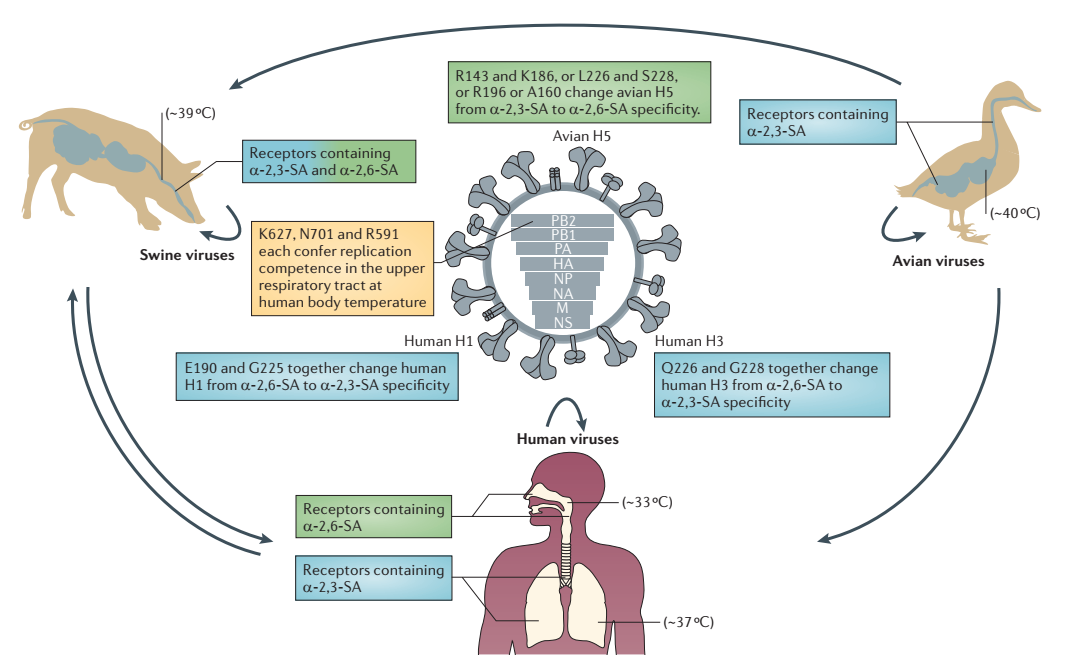 R143 and K186, or L226 and S228,
or R196 or A160 change avian H5
from α-2,3-SA to α-2,6-SA specificity.
Avian H5
(~39ºC)
Receptors containing
α-2,3-SA and α-2,6-SA
Swine viruses
Receptors containing
α-2,3-SA
(~40ºC)
Avian viruses
K627, N701 and R591
each confer replication
competence in the upper
respiratory tract at
human body temperature
PB2
PB1
PA
HA
NP
NA
M
NS
Human H1
E190 and G225 together change human
H1 from α-2,6-SA to α-2,3-SA specificity
Human H3
Q226 and G228 together change
human H3 from α-2,6-SA to
α-2,3-SA specificity
Human viruses
Receptors containing
α-2,6-SA
(~33ºC)
Receptors containing
α-2,3-SA
(~37ºC)